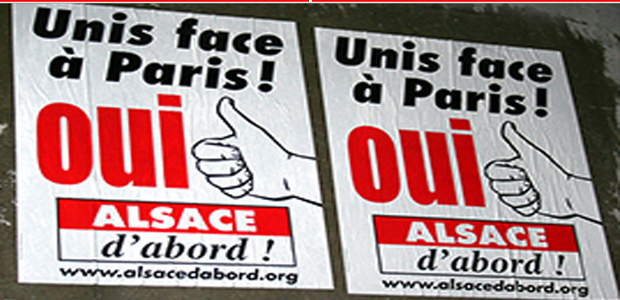 Unis face
à Paris!
oui
ALSACE
d'abord !
www.alsacedabord.org
Unis face
à Paris!
oui
ALSACE
d'abord !
www.alsacedabord.org